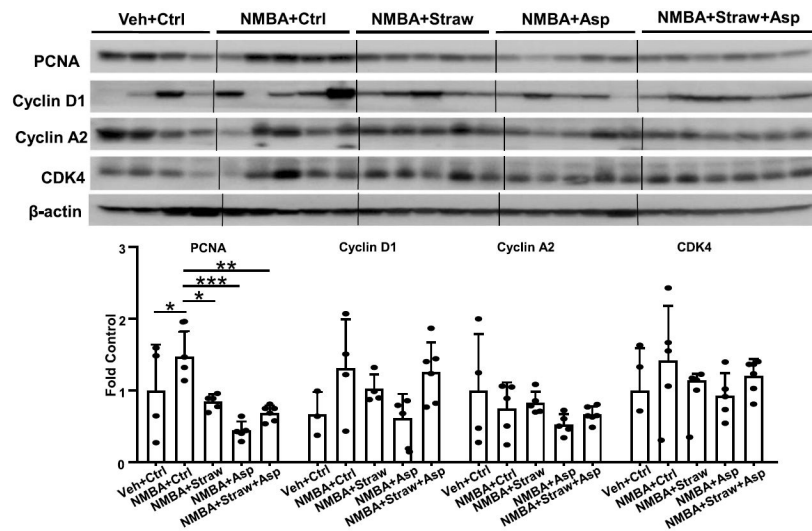 Veh+Ctrl NMBA+Ctrl NMBA+Straw NMBA+Asp NMBA+Straw+Asp
PCNA
Cyclin D1
Cyclin A2
CDK4
β-actin
PCNA Cyclin D1 Cyclin A2 CDK4
3
2
1
0
Fold Control
**
***
*
*
Veh+Ctrl NMBA+Ctrl NMBA+Straw NMBA+Asp NMBA+Straw+Asp Veh+Ctrl NMBA+Ctrl NMBA+Straw NMBA+Asp NMBA+Straw+Asp Veh+Ctrl NMBA+Ctrl NMBA+Straw NMBA+Asp NMBA+Straw+Asp Veh+Ctrl NMBA+Ctrl NMBA+Straw NMBA+Asp NMBA+Straw+Asp